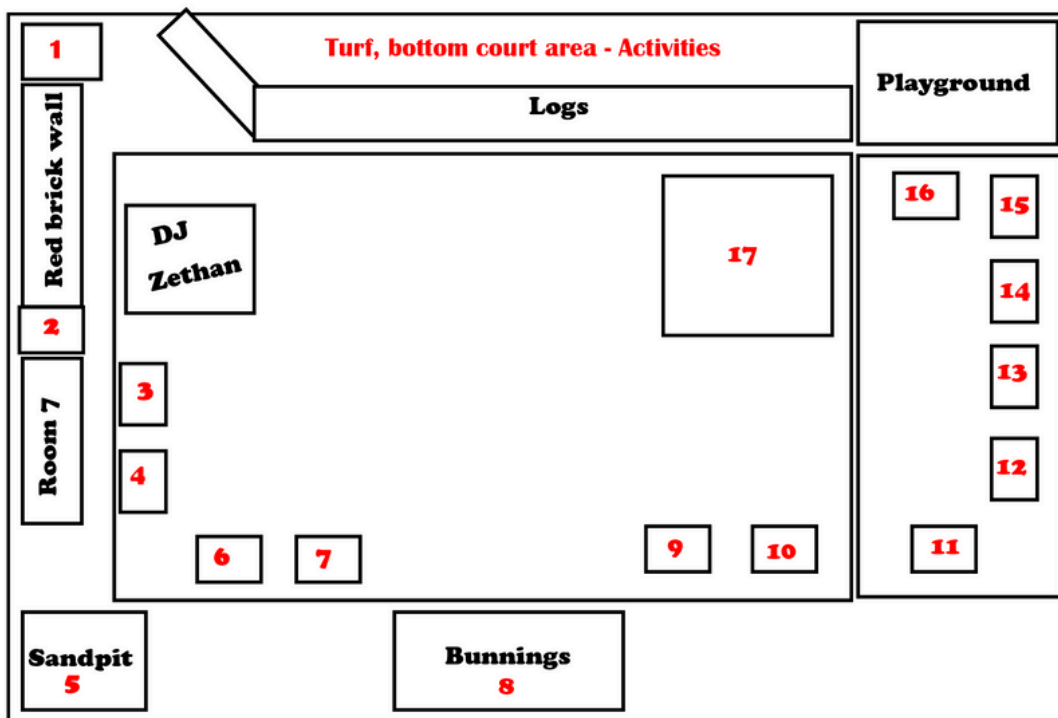 1
Turf, bottom court area - Activities
Playground
Logs
Red brick wall
16
15
DJ
Zethan
17
14
2
3
13
Room 7
4
12
6
7
9
10
11
Sandpit
5
Bunnings
8